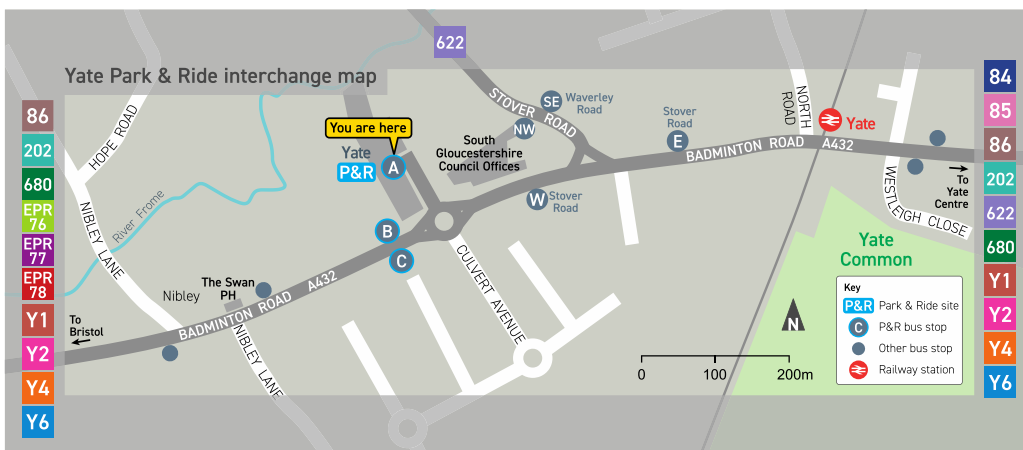 622
Yate Park & Ride interchange map
86
202
680
EPR
76
EPR
77
EPR
78
Y1
Y2
Y4
Y6
84
85
86
202
622
680
Y1
Y2
Y4
Y6
HOPE ROAD
NIBLEY LANE
River Frome
You are here
Yate
P&R
A
B
C
STOVER ROAD
SE
Waverley
Road
NW
South
Gloucestershire
Council Offices
W
Stover
Road
Stover
Road
E
BADMINTON ROAD A432
NORTH
ROAD
Yate
To
Yate
Centre
WESTLEIGH CLOSE
Yate
Common
CULVERT AVENUE
The Swan
PH
Nibley
BADMINTON ROAD A432
To
Bristol
NIBLEY LANE
N
0 100 200m
Key
P&R Park & Ride site
C P&R bus stop
Other bus stop
Railway station